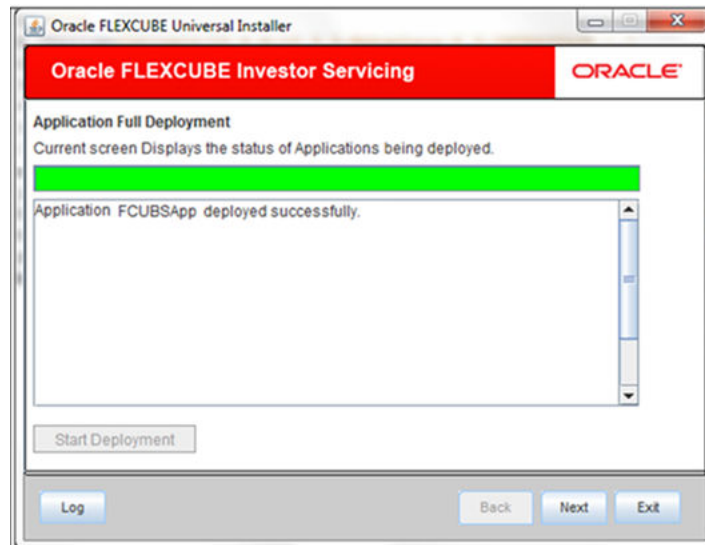 Oracle FLEXCUBE Universal Installer
Oracle FLEXCUBE Investor Servicing
ORACLE
Application Full Deployment
Current screen Displays the status of Applications being deployed.
Application FCUBSApp deployed successfully.
Start Deployment
Log
Back
Next
Exit